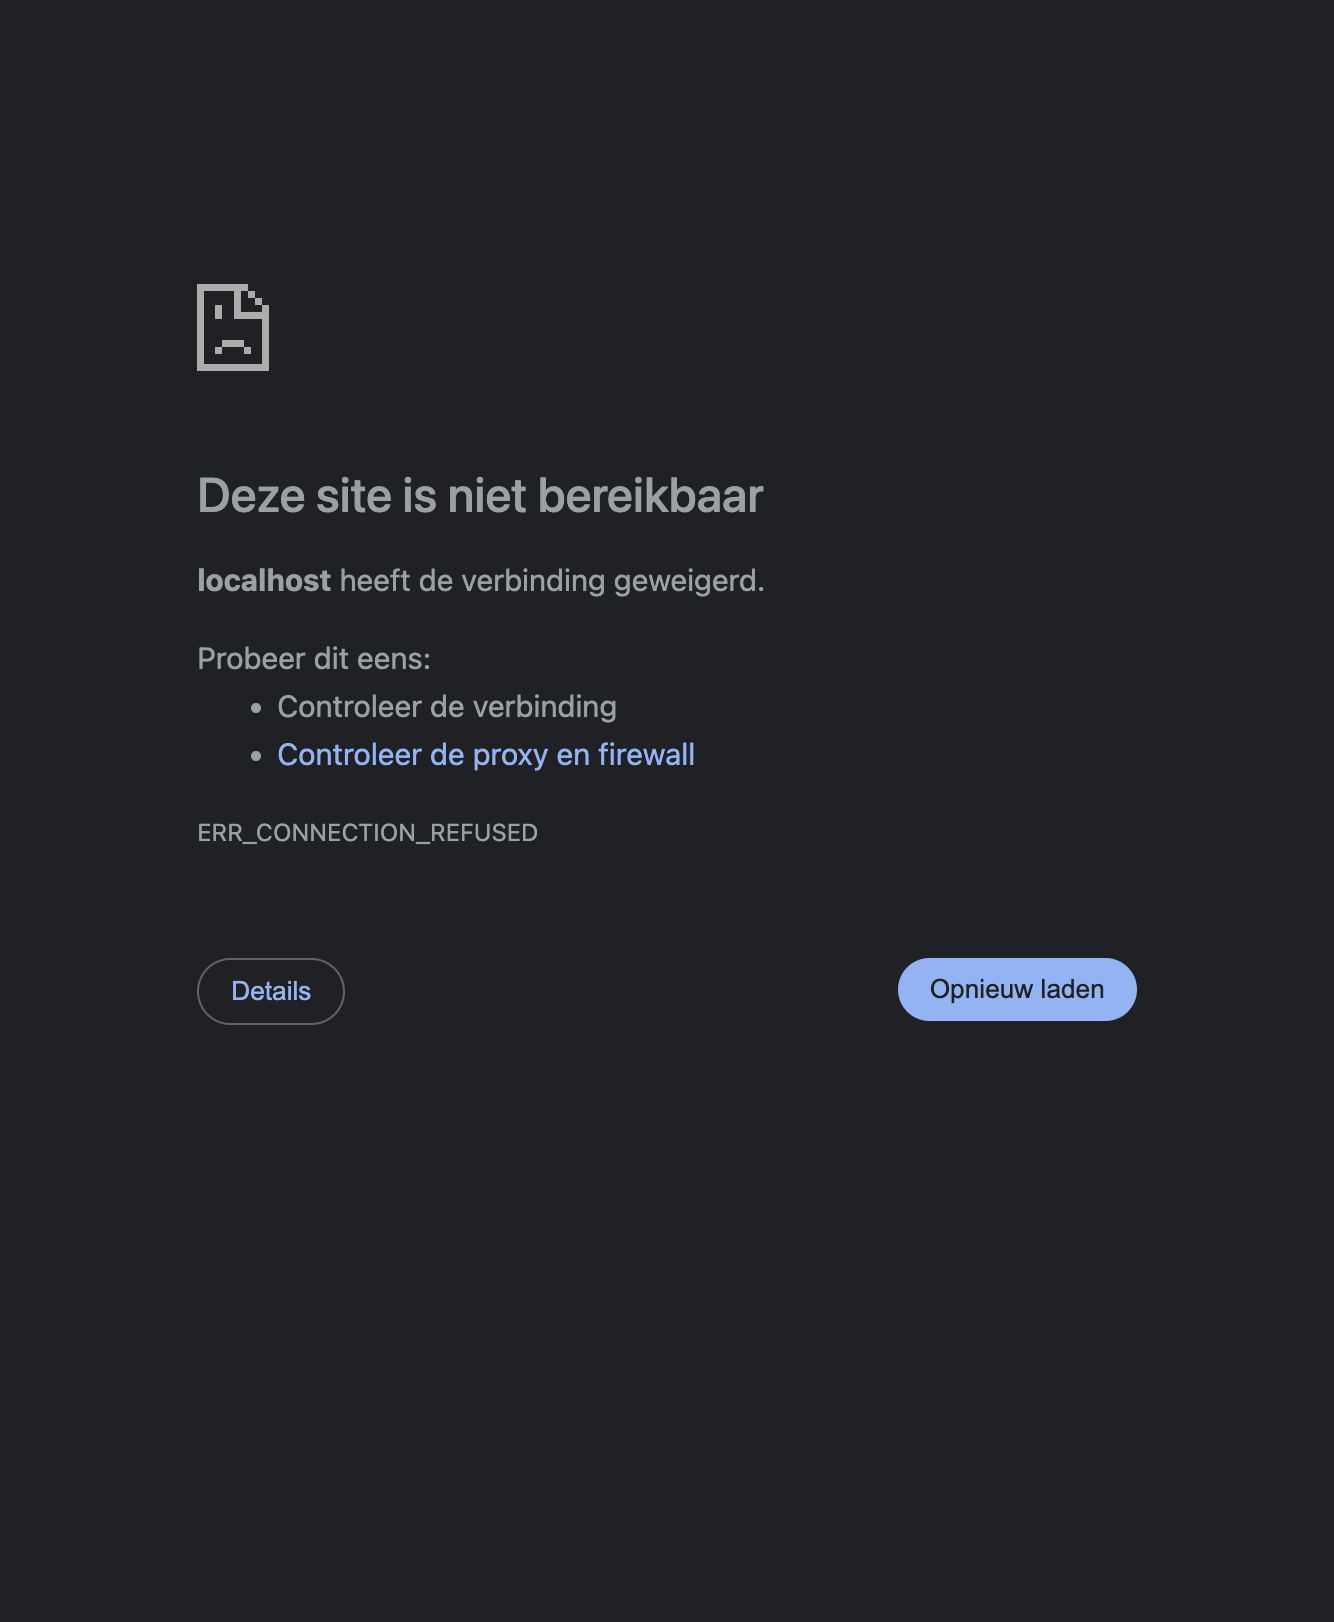 Deze site is niet bereikbaar
localhost heeft de verbinding geweigerd.
Probeer dit eens:
• Controleer de verbinding
• Controleer de proxy en firewall
ERR_CONNECTION_REFUSED
Details
Opnieuw laden